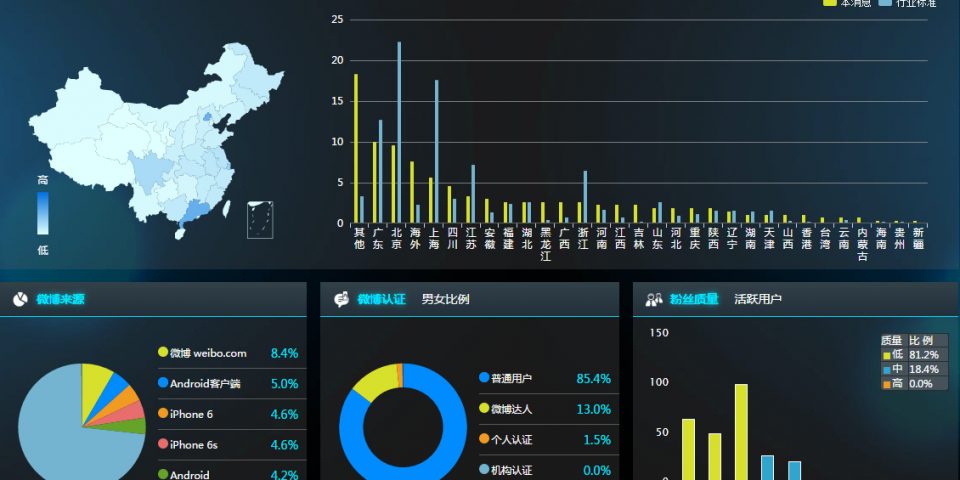 本消息 行业标准
25
20
15
10
5
0
高
低
其他 广东 北京 海外 上海 四川 江苏 安徽 福建 湖北 黑龙江 广西 浙江 河南 江西 吉林 山东 河北 重庆 陕西 辽宁 湖南 天津 山西 香港 台湾 云南 内蒙古 海南 贵州 新疆
微博来源
微博 weibo.com 8.4%
Android客户端 5.0%
iPhone 6 4.6%
iPhone 6s 4.6%
Android 4.2%
微博认证 男女比例
普通用户 85.4%
微博达人 13.0%
个人认证 1.5%
机构认证 0.0%
粉丝质量 活跃用户
150
100
50
质量 比例
低 81.2%
中 18.4%
高 0.0%